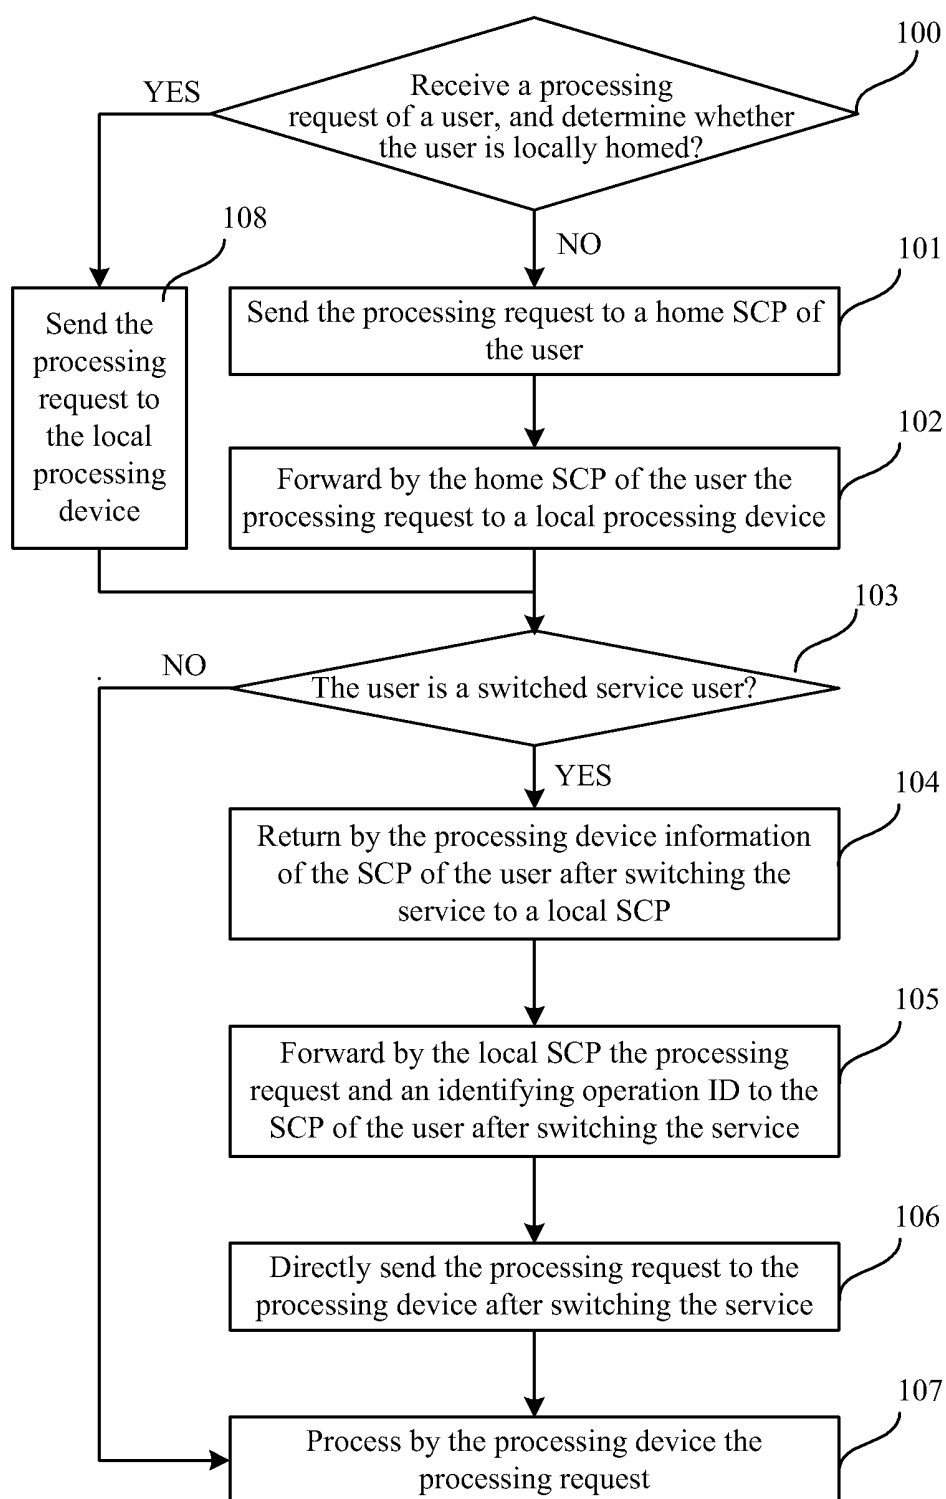 100
Receive a processing
request of a user, and determine whether
the user is locally homed?
YES
NO
108
Send the
processing
request to
the local
processing
device
101
Send the processing request to a home SCP of
the user
102
Forward by the home SCP of the user the
processing request to a local processing device
103
The user is a switched service user?
NO
YES
104
Return by the processing device information
of the SCP of the user after switching the
service to a local SCP
105
Forward by the local SCP the processing
request and an identifying operation ID to the
SCP of the user after switching the service
106
Directly send the processing request to the
processing device after switching the service
107
Process by the processing device the
processing request